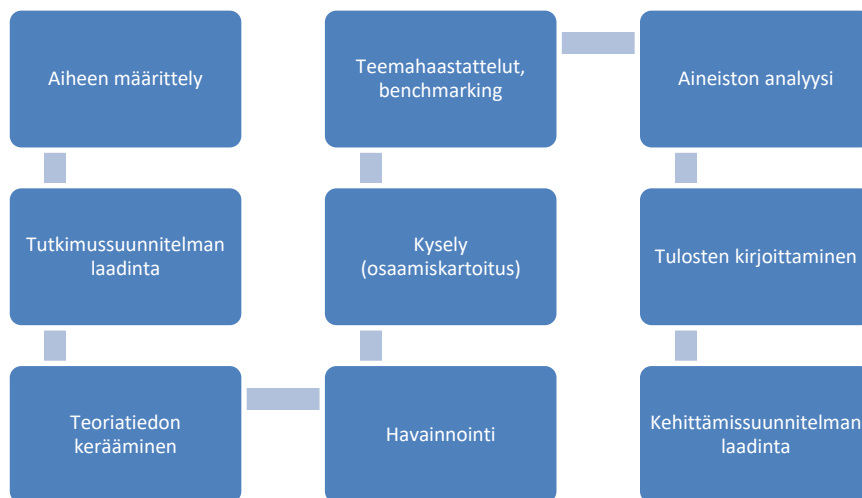 Aiheen määrittely
Tutkimussuunnitelman
laadinta
Teoriatiedon
kerääminen
Havainnointi
Kysely
(osaamiskartoitus)
Teemahaastattelut,
benchmarking
Aineiston analyysi
Tulosten kirjoittaminen
Kehittämissuunnitelman
laadinta